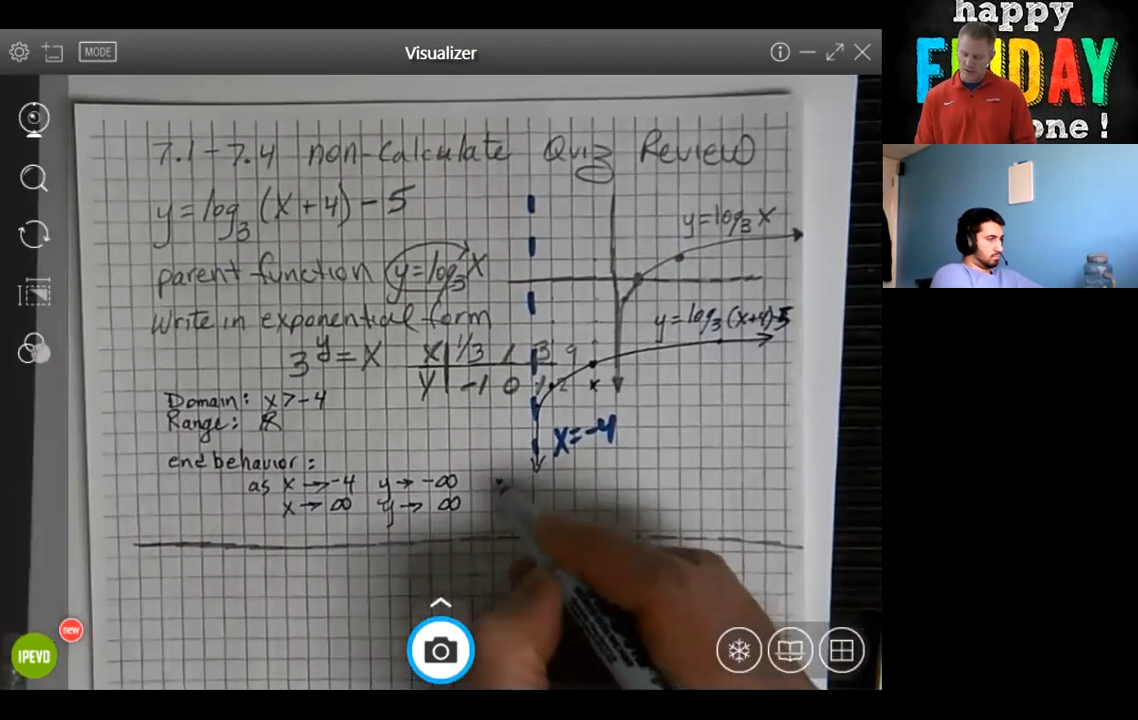 happy
FRIDAY
one !
MODE
Visualizer
7.1-7.4 non-Calculate Quiz Review
y=log₃(x+4)-5
parent function y=log₃x
Write in exponential form
3^y=x
x 1/3 1 3 9
y -1 0 1 2
Domain: x>-4
Range: ℝ
end behavior:
as x→-4 y→-∞
x→∞ y→∞
y=log₃x
y=log₃(x+4)-5
x=-4
new
IPEVO